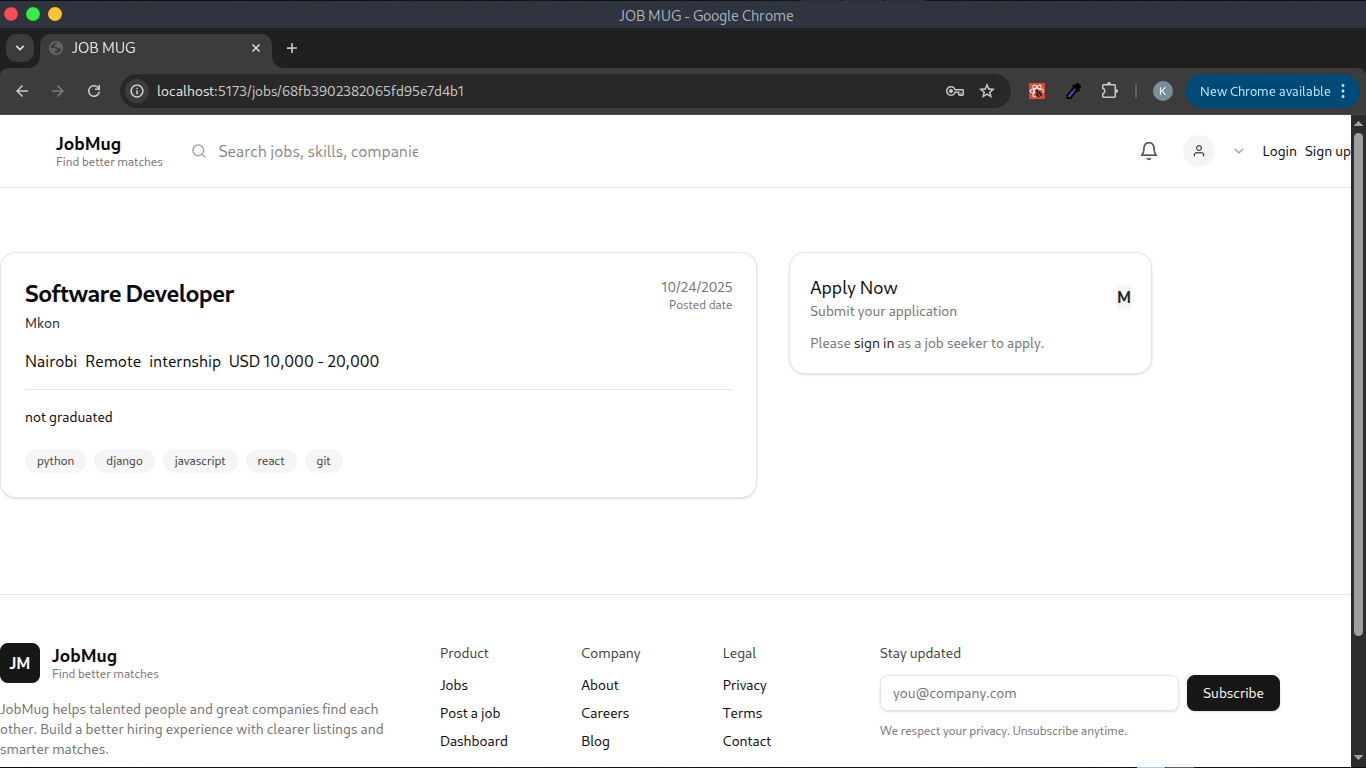 JOB MUG - Google Chrome
JOB MUG
localhost:5173/jobs/68fb3902382065fd95e7d4b1
K
New Chrome available
JobMug
Find better matches
Search jobs, skills, companie
Login Sign up
Software Developer
10/24/2025
Posted date
Mkon
Nairobi Remote internship USD 10,000 - 20,000
not graduated
python django javascript react git
Apply Now
M
Submit your application
Please sign in as a job seeker to apply.
JM
JobMug
Find better matches
JobMug helps talented people and great companies find each
other. Build a better hiring experience with clearer listings and
smarter matches.
Product
Jobs
Post a job
Dashboard
Company
About
Careers
Blog
Legal
Privacy
Terms
Contact
Stay updated
you@company.com
Subscribe
We respect your privacy. Unsubscribe anytime.